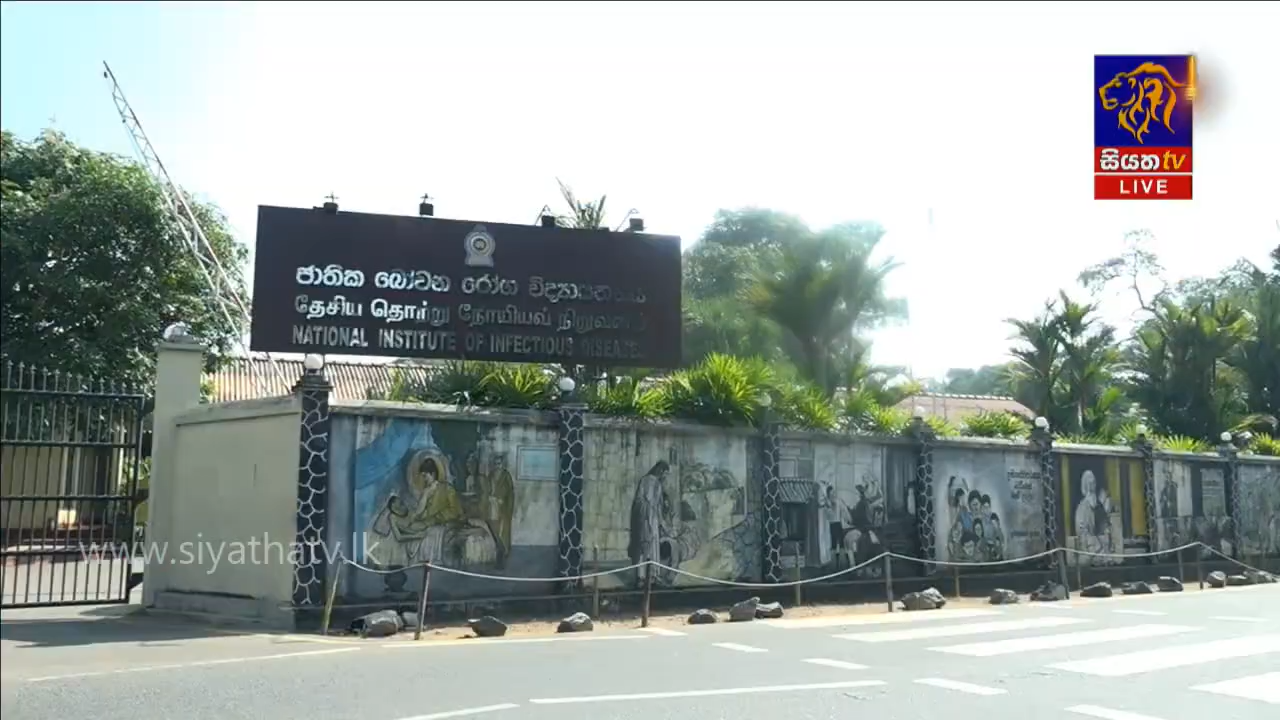 සියත tv
LIVE
ජාතික බෝවන රෝග විද්‍යායතනය
தேசிய தொற்று நோயியல் நிறுவனம்
NATIONAL INSTITUTE OF INFECTIOUS DISEASES
www.siyathatv.lk